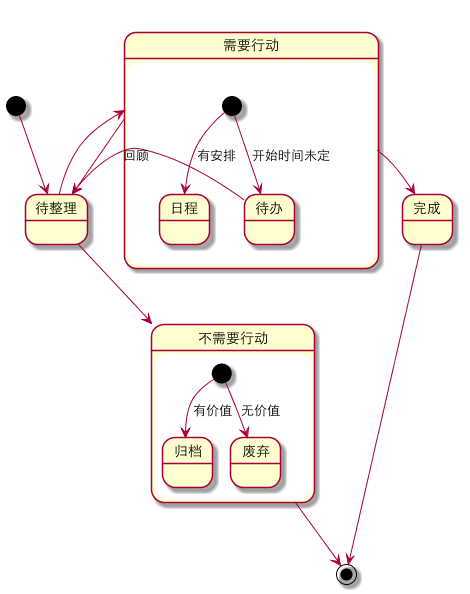 需要行动
回顾
有安排
开始时间未定
待整理
日程
待办
完成
不需要行动
有价值
无价值
归档
废弃